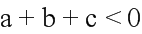 a + b + c < 0